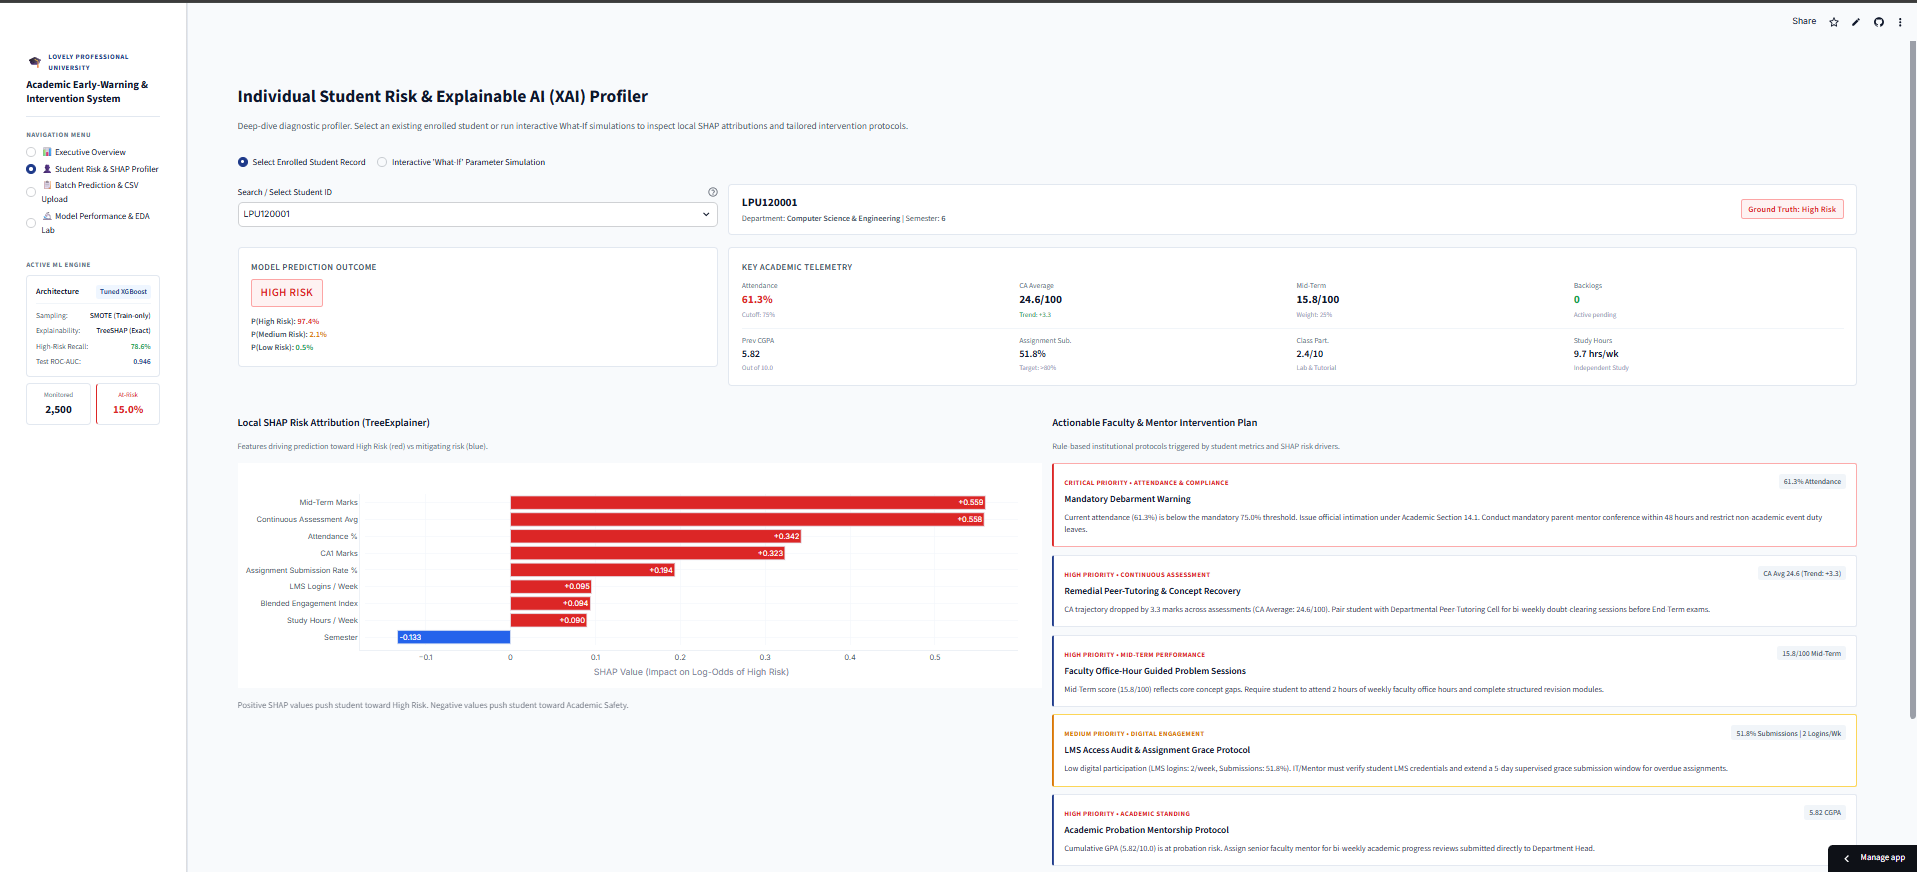 Share
LOVELY PROFESSIONAL
UNIVERSITY
Academic Early-Warning &
Intervention System
NAVIGATION MENU
Executive Overview
Student Risk & SHAP Profiler
Batch Prediction & CSV
Upload
Model Performance & EDA
Lab
ACTIVE ML ENGINE
Architecture Tuned XGBoost
Sampling: SMOTE (Train-only)
Explainability: TreeSHAP (Exact)
High-Risk Recall: 78.6%
Test ROC-AUC: 0.946
Monitored
2,500
At-Risk
15.0%
Individual Student Risk & Explainable AI (XAI) Profiler
Deep-dive diagnostic profiler. Select an existing enrolled student or run interactive What-If simulations to inspect local SHAP attributions and tailored intervention protocols.
Select Enrolled Student Record
Interactive 'What-If' Parameter Simulation
Search / Select Student ID
LPU120001
LPU120001
Department: Computer Science & Engineering | Semester: 6
Ground Truth: High Risk
MODEL PREDICTION OUTCOME
HIGH RISK
P(High Risk): 97.4%
P(Medium Risk): 2.1%
P(Low Risk): 0.5%
KEY ACADEMIC TELEMETRY
Attendance
61.3%
Cutoff: 75%
CA Average
24.6/100
Trend: +3.3
Mid-Term
15.8/100
Weight: 25%
Backlogs
0
Active pending
Prev CGPA
5.82
Out of 10.0
Assignment Sub.
51.8%
Target: >80%
Class Part.
2.4/10
Lab & Tutorial
Study Hours
9.7 hrs/wk
Independent Study
Local SHAP Risk Attribution (TreeExplainer)
Features driving prediction toward High Risk (red) vs mitigating risk (blue).
Mid-Term Marks +0.559
Continuous Assessment Avg +0.558
Attendance % +0.342
CA1 Marks +0.323
Assignment Submission Rate % +0.194
LMS Logins / Week +0.095
Blended Engagement Index +0.094
Study Hours / Week +0.090
Semester -0.133
−0.1 0 0.1 0.2 0.3 0.4 0.5
SHAP Value (Impact on Log-Odds of High Risk)
Positive SHAP values push student toward High Risk. Negative values push student toward Academic Safety.
Actionable Faculty & Mentor Intervention Plan
Rule-based institutional protocols triggered by student metrics and SHAP risk drivers.
CRITICAL PRIORITY • ATTENDANCE & COMPLIANCE
61.3% Attendance
Mandatory Debarment Warning
Current attendance (61.3%) is below the mandatory 75.0% threshold. Issue official intimation under Academic Section 14.1. Conduct mandatory parent-mentor conference within 48 hours and restrict non-academic event duty
leaves.
HIGH PRIORITY • CONTINUOUS ASSESSMENT
CA Avg 24.6 (Trend: +3.3)
Remedial Peer-Tutoring & Concept Recovery
CA trajectory dropped by 3.3 marks across assessments (CA Average: 24.6/100). Pair student with Departmental Peer Tutoring Cell for bi-weekly doubt-clearing sessions before End Term exams.
HIGH PRIORITY • MID-TERM PERFORMANCE
15.8/100 Mid-Term
Faculty Office-Hour Guided Problem Sessions
Mid Term score (15.8/100) reflects core concept gaps. Require student to attend 2 hours of weekly faculty office hours and complete structured revision modules.
MEDIUM PRIORITY • DIGITAL ENGAGEMENT
51.8% Submissions | 2 Logins/Wk
LMS Access Audit & Assignment Grace Protocol
Low digital participation (LMS logins: 2/week, Submissions: 51.8%). IT/Mentor must verify student LMS credentials and extend a 5-day supervised grace submission window for overdue assignments.
HIGH PRIORITY • ACADEMIC STANDING
5.82 CGPA
Academic Probation Mentorship Protocol
Cumulative GPA (5.82/10.0) is at probation risk. Assign senior faculty mentor for bi-weekly academic progress reviews submitted directly to Department Head.
Manage app